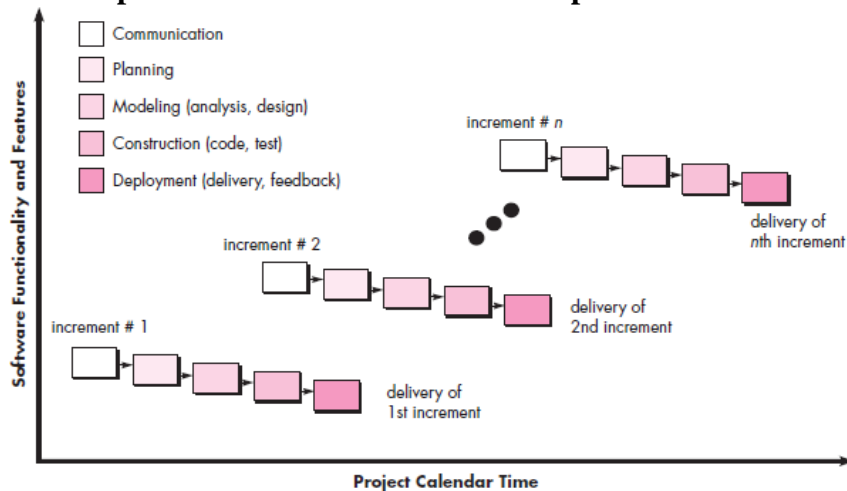 Communication
Planning
Modeling (analysis, design)
Construction (code, test)
Deployment (delivery, feedback)
increment # n
delivery of
nth increment
increment # 2
delivery of
2nd increment
increment # 1
delivery of
1st increment
Software Functionality and Features
Project Calendar Time